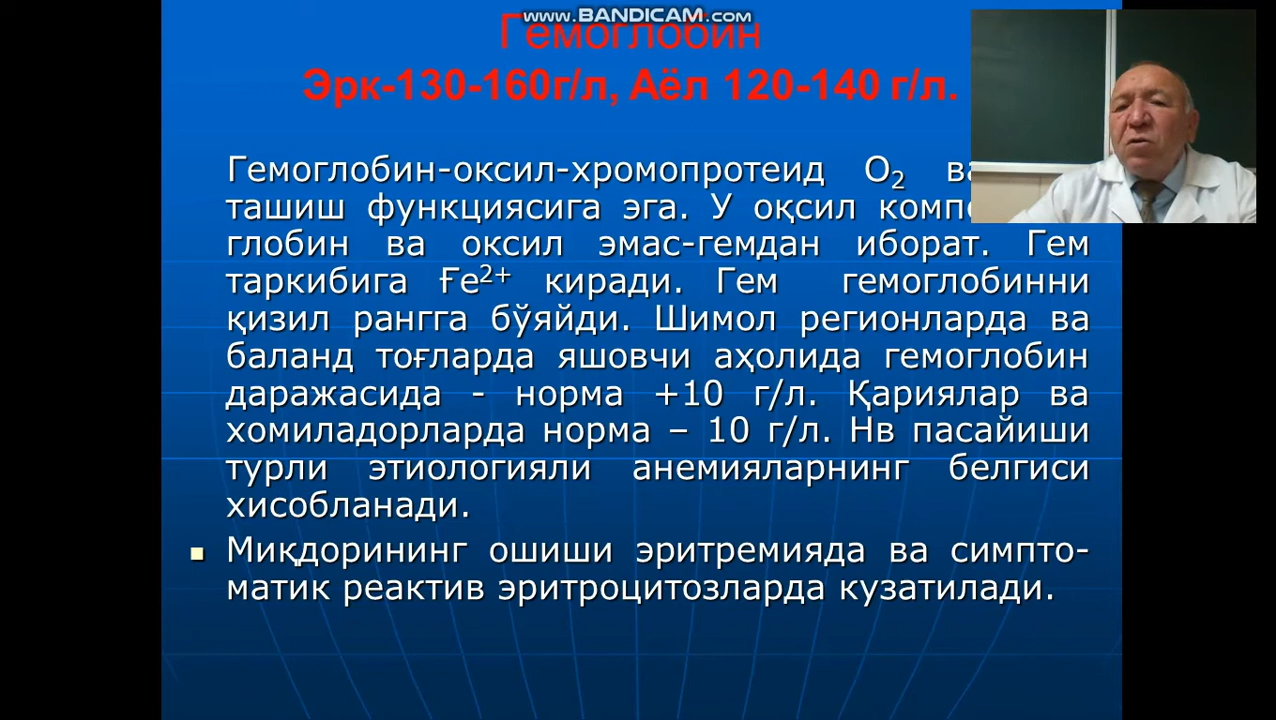 www.BANDICAM.com
Гемоглобин
Эрк-130-160г/л, Аёл 120-140 г/л.
Гемоглобин-оксил-хромопротеид О₂ ва
ташиш функциясига эга. У оқсил
глобин ва оксил эмас-гемдан иборат. Гем
таркибига Ғе²⁺ киради. Гем гемоглобинни
қизил рангга бўяйди. Шимол регионларда ва
баланд тоғларда яшовчи аҳолида гемоглобин
даражасида - норма +10 г/л. Қариялар ва
хомиладорларда норма – 10 г/л. Нв пасайиши
турли этиологияли анемияларнинг белгиси
хисобланади.
▪ Миқдорининг ошиши эритремияда ва симпто-
матик реактив эритроцитозларда кузатилади.